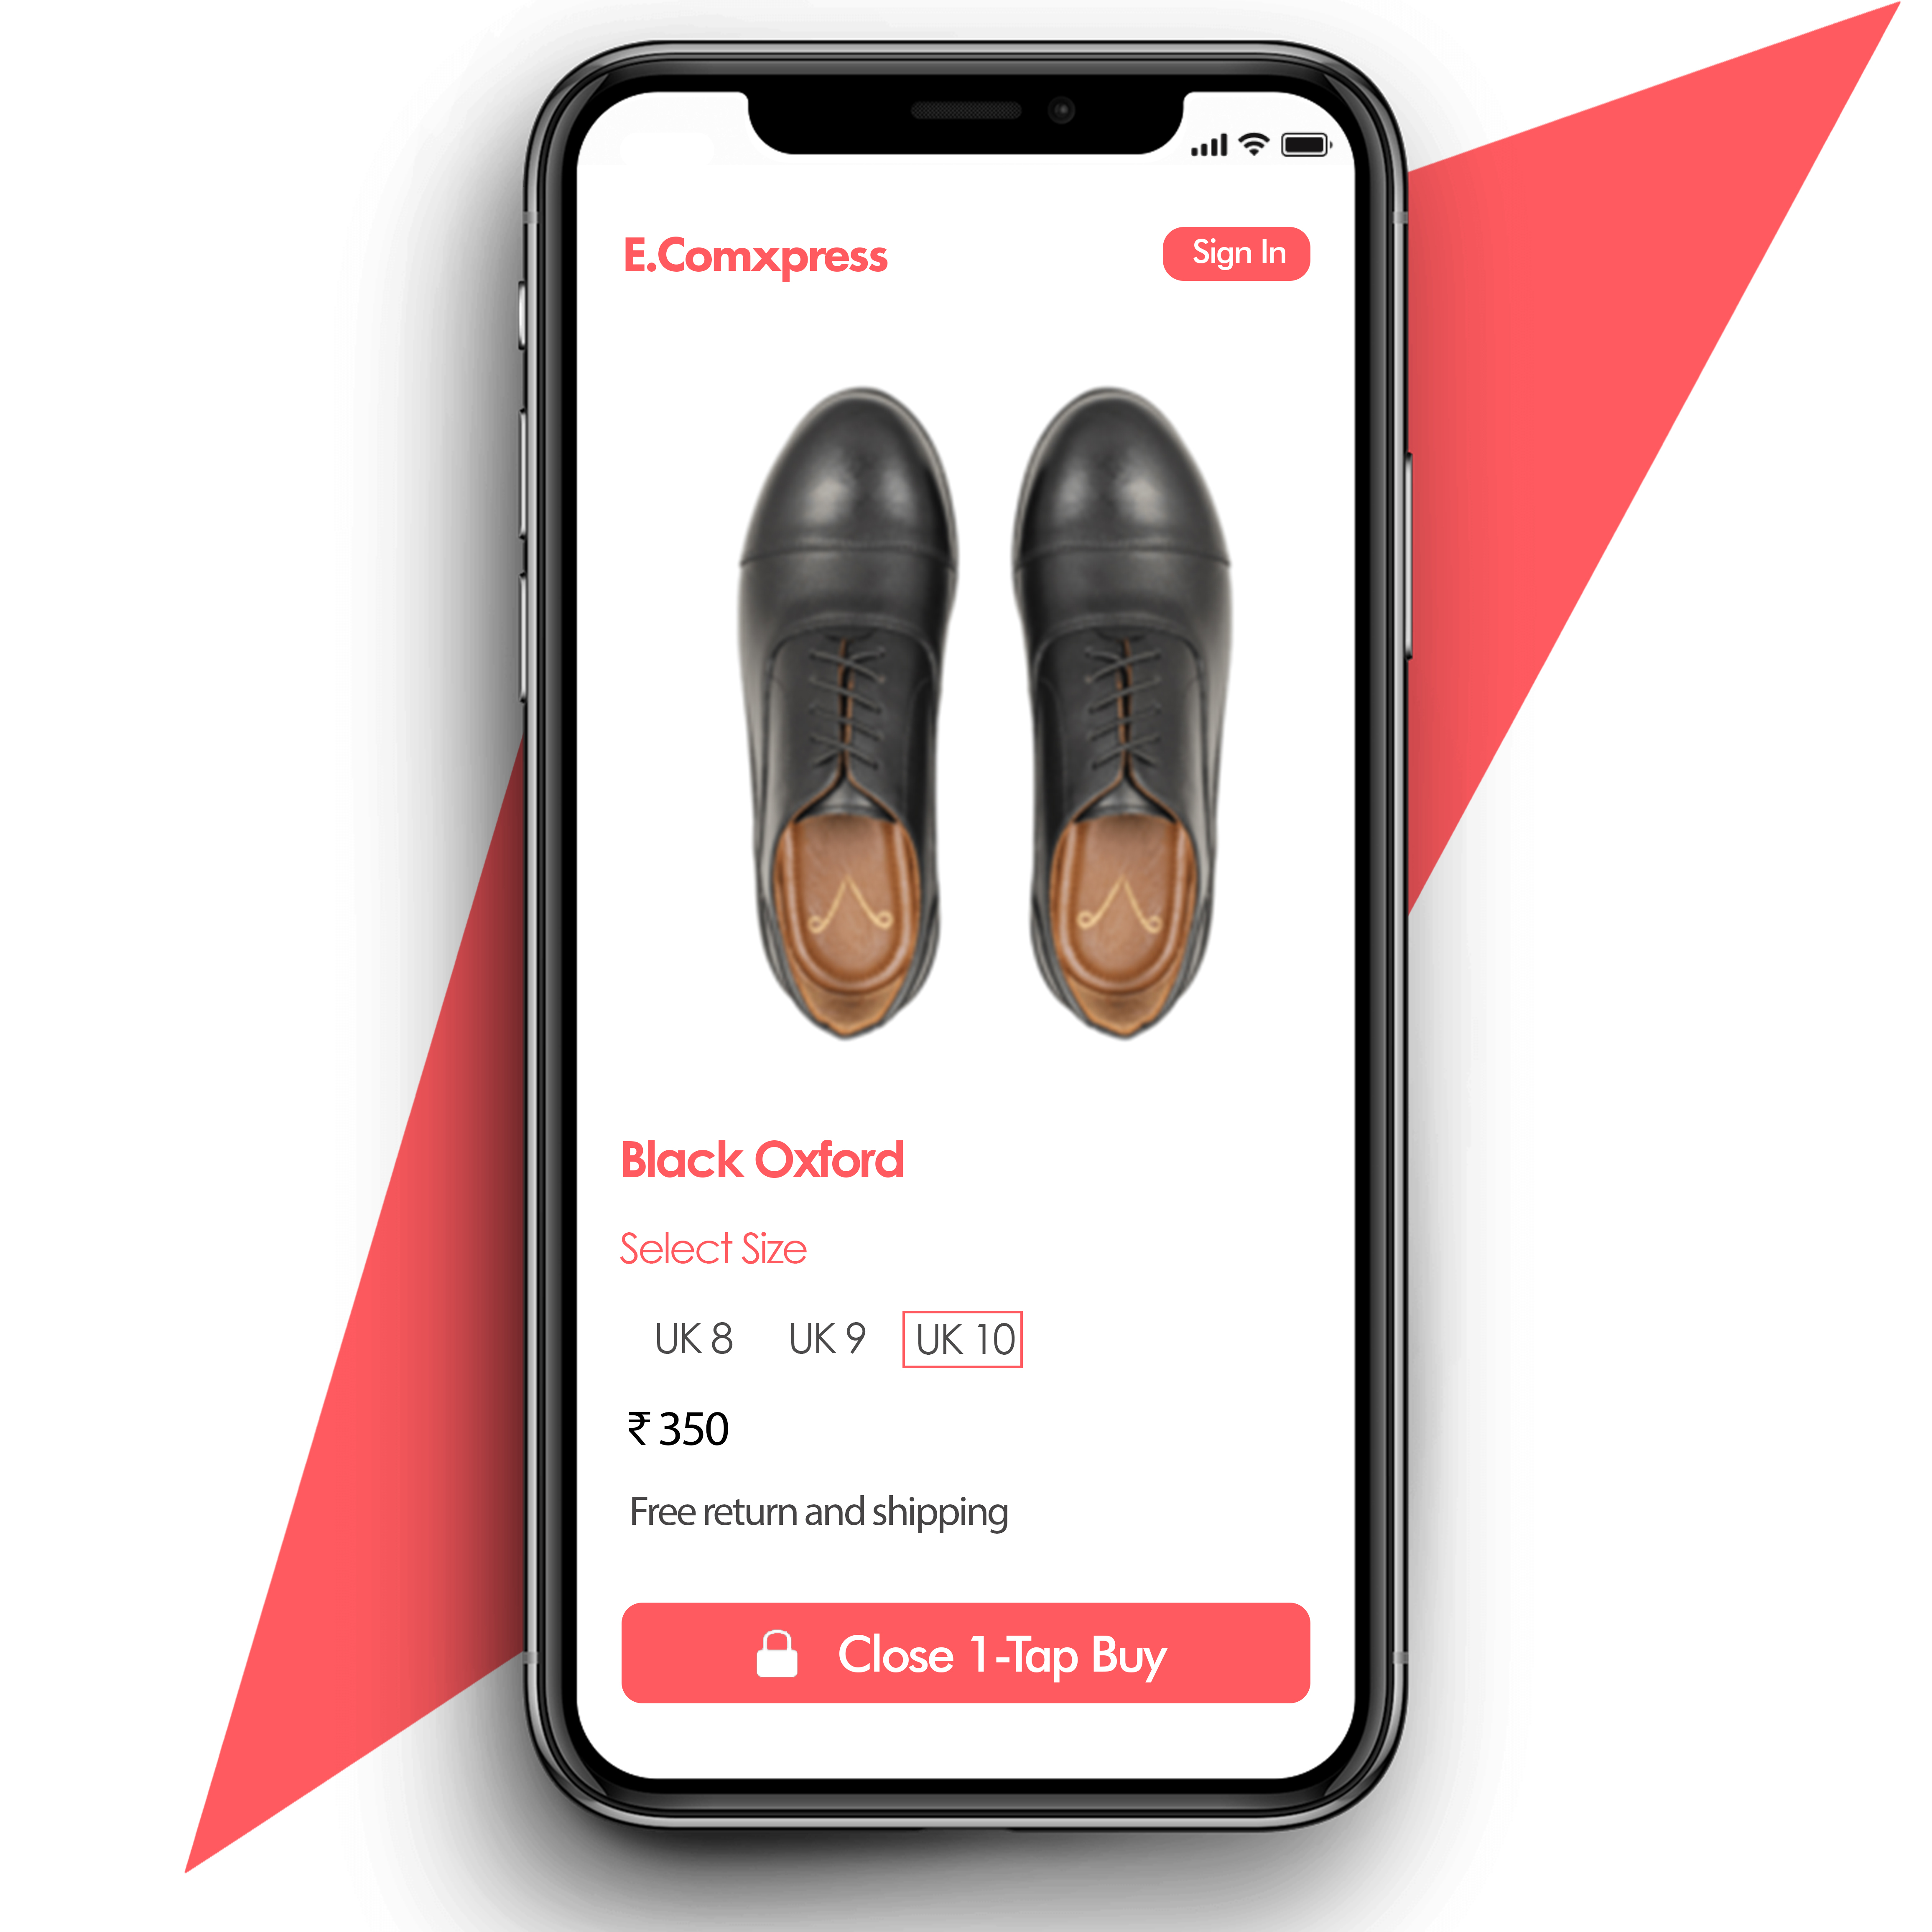 E.Comxpress
Sign In
Black Oxford
Select Size
UK 8 UK 9 UK 10
₹ 350
Free return and shipping
Close 1-Tap Buy